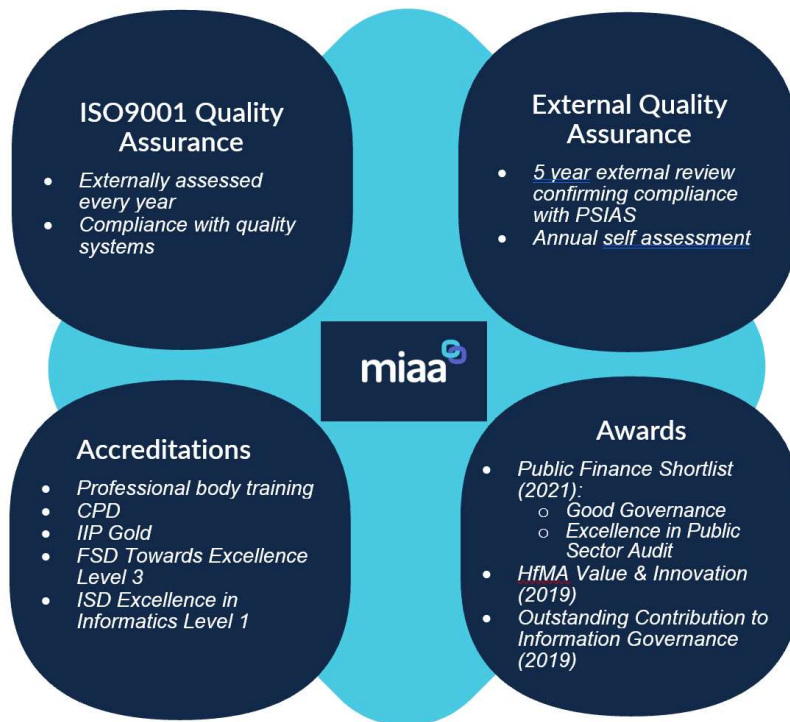 ISO9001 Quality
Assurance
• Externally assessed
every year
• Compliance with quality
systems
External Quality
Assurance
• 5 year external review
confirming compliance
with PSIAS
• Annual self assessment
miaa
Accreditations
• Professional body training
• CPD
• IIP Gold
• FSD Towards Excellence
Level 3
• ISD Excellence in
Informatics Level 1
Awards
• Public Finance Shortlist
(2021):
o Good Governance
o Excellence in Public
Sector Audit
• HfMA Value & Innovation
(2019)
• Outstanding Contribution to
Information Governance
(2019)